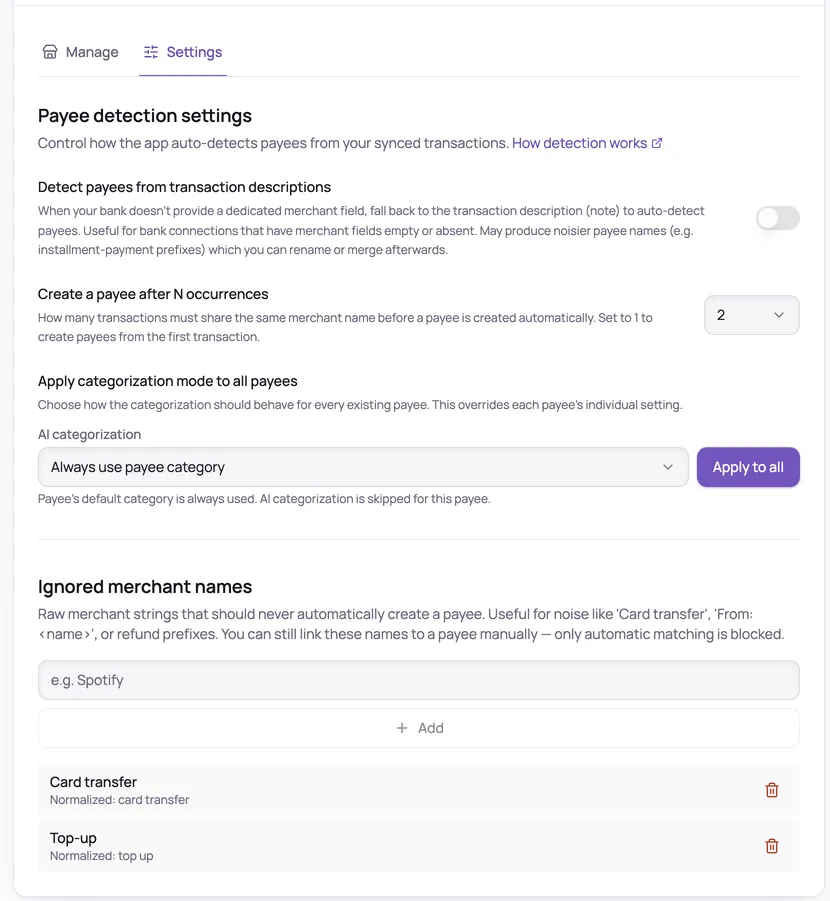 Manage
Settings
Payee detection settings
Control how the app auto-detects payees from your synced transactions. How detection works
Detect payees from transaction descriptions
When your bank doesn't provide a dedicated merchant field, fall back to the transaction description (note) to auto-detect
payees. Useful for bank connections that have merchant fields empty or absent. May produce noisier payee names (e.g.
installment-payment prefixes) which you can rename or merge afterwards.
Create a payee after N occurrences
How many transactions must share the same merchant name before a payee is created automatically. Set to 1 to
create payees from the first transaction.
2
Apply categorization mode to all payees
Choose how the categorization should behave for every existing payee. This overrides each payee's individual setting.
AI categorization
Always use payee category
Apply to all
Payee's default category is always used. AI categorization is skipped for this payee.
Ignored merchant names
Raw merchant strings that should never automatically create a payee. Useful for noise like 'Card transfer', 'From:
<name>', or refund prefixes. You can still link these names to a payee manually — only automatic matching is blocked.
e.g. Spotify
+ Add
Card transfer
Normalized: card transfer
Top-up
Normalized: top up